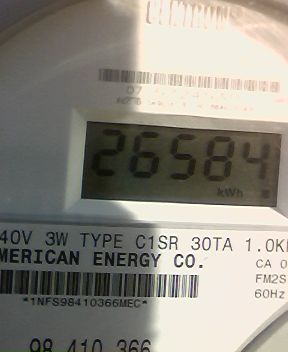 CENTRON
26584
kWh
40V 3W TYPE C1SR 30TA 1.0K
MERICAN ENERGY CO.
CA 0
FM2S
60Hz
*1NFS98410366MEC*
98 410 366